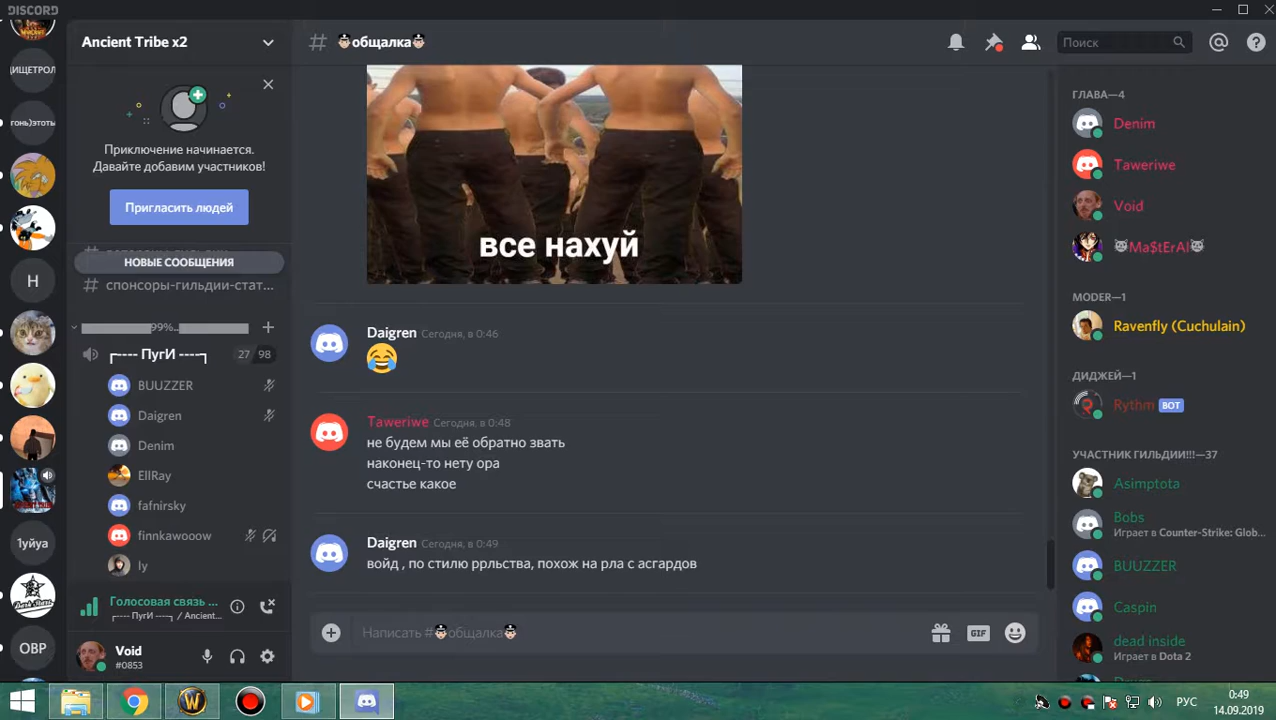 DISCORD
ДИЩЕТРОЛ
гонь)этоты
Н
1уйуа
ОВР
Ancient Tribe x2
Приключение начинается.
Давайте добавим участников!
Пригласить людей
НОВЫЕ СООБЩЕНИЯ
# спонсоры-гильдии-стат...
99%..
┏---- ПугИ ----┓ 27 / 98
BUUZZER
Daigren
Denim
EllRay
fafnirsky
finnkawooow
ly
Голосовая связь ...
┏---- ПугИ ----┓ / Ancient...
Void
#0853
# общалка
все нахуй
Daigren Сегодня, в 0:46
😂
Taweriwe Сегодня, в 0:48
не будем мы её обратно звать
наконец-то нету ора
счастье какое
Daigren Сегодня, в 0:49
войд , по стилю ррльства, похож на рла с асгардов
Написать #👮общалка👮
GIF
Поиск
ГЛАВА—4
Denim
Taweriwe
Void
Ma$tErAl
MODER—1
Ravenfly (Cuchulain)
ДИДЖЕЙ—1
Rythm BOT
УЧАСТНИК ГИЛЬДИИ!!!—37
Asimptota
Bobs
Играет в Counter-Strike: Glob...
BUUZZER
Caspin
dead inside
Играет в Dota 2
РУС
0:49
14.09.2019